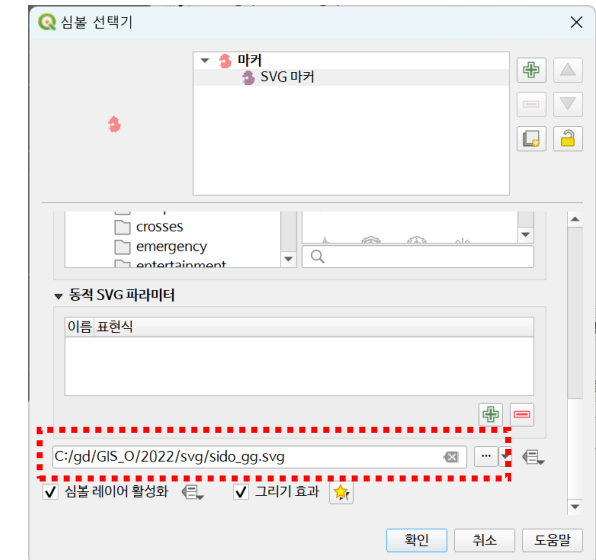 심볼 선택기
마커
SVG 마커
crosses
emergency
entertainment
동적 SVG 파라미터
이름 표현식
C:/gd/GIS_O/2022/svg/sido_gg.svg
심볼 레이어 활성화
그리기 효과
확인 취소 도움말